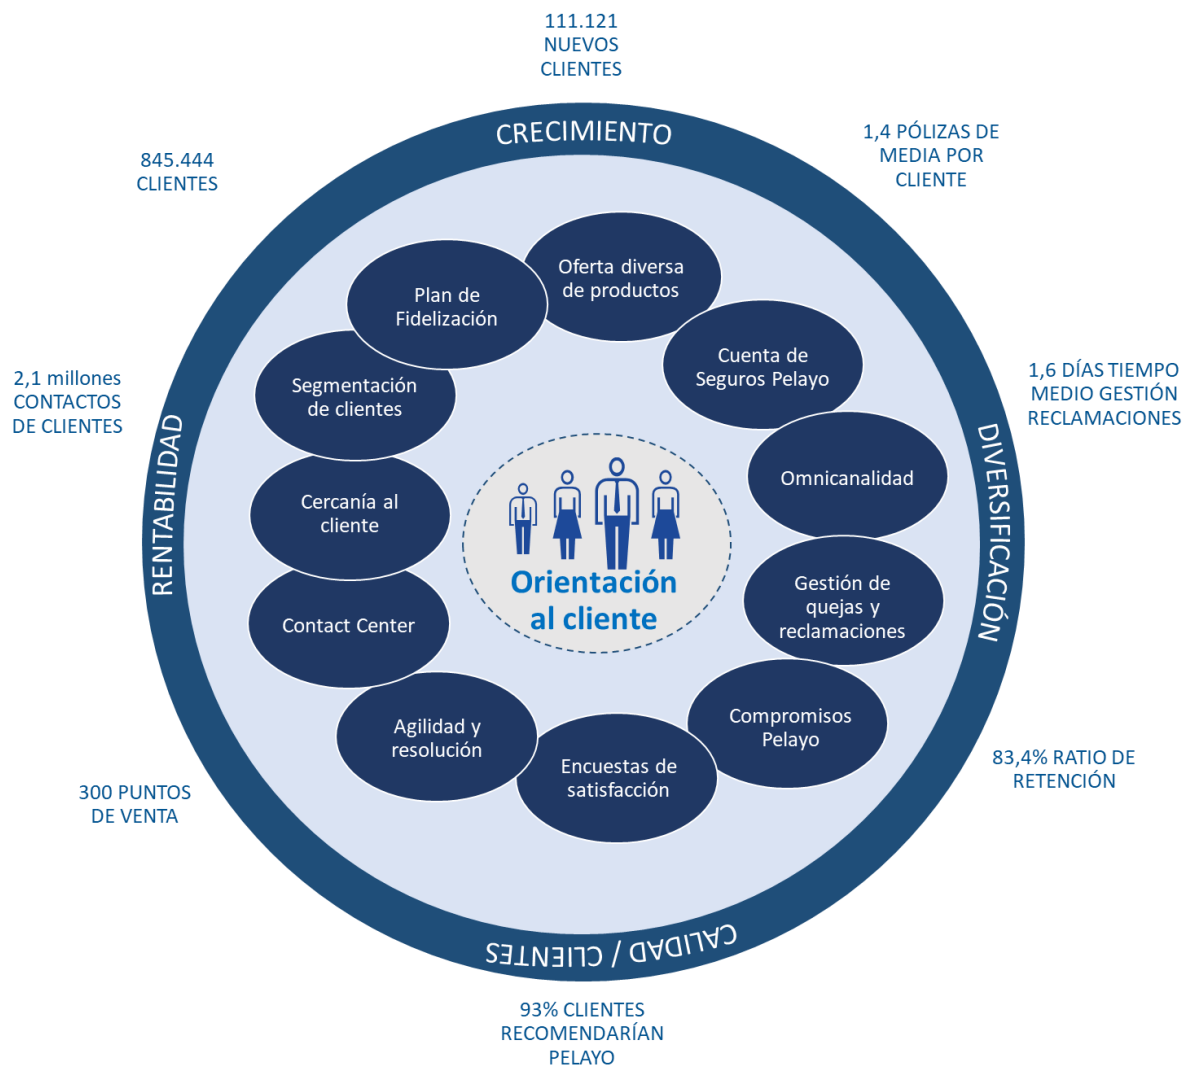 111.121
NUEVOS
CLIENTES
1,4 PÓLIZAS DE
MEDIA POR
CLIENTE
845.444
CLIENTES
2,1 millones
CONTACTOS
DE CLIENTES
1,6 DÍAS TIEMPO
MEDIO GESTIÓN
RECLAMACIONES
300 PUNTOS
DE VENTA
83,4% RATIO DE
RETENCIÓN
93% CLIENTES
RECOMENDARÍAN
PELAYO
CRECIMIENTO
DIVERSIFICACIÓN
CALIDAD / CLIENTES
RENTABILIDAD
Oferta diversa
de productos
Cuenta de
Seguros Pelayo
Omnicanalidad
Gestión de
quejas y
reclamaciones
Compromisos
Pelayo
Encuestas de
satisfacción
Agilidad y
resolución
Contact Center
Cercanía al
cliente
Segmentación
de clientes
Plan de
Fidelización
Orientación
al cliente